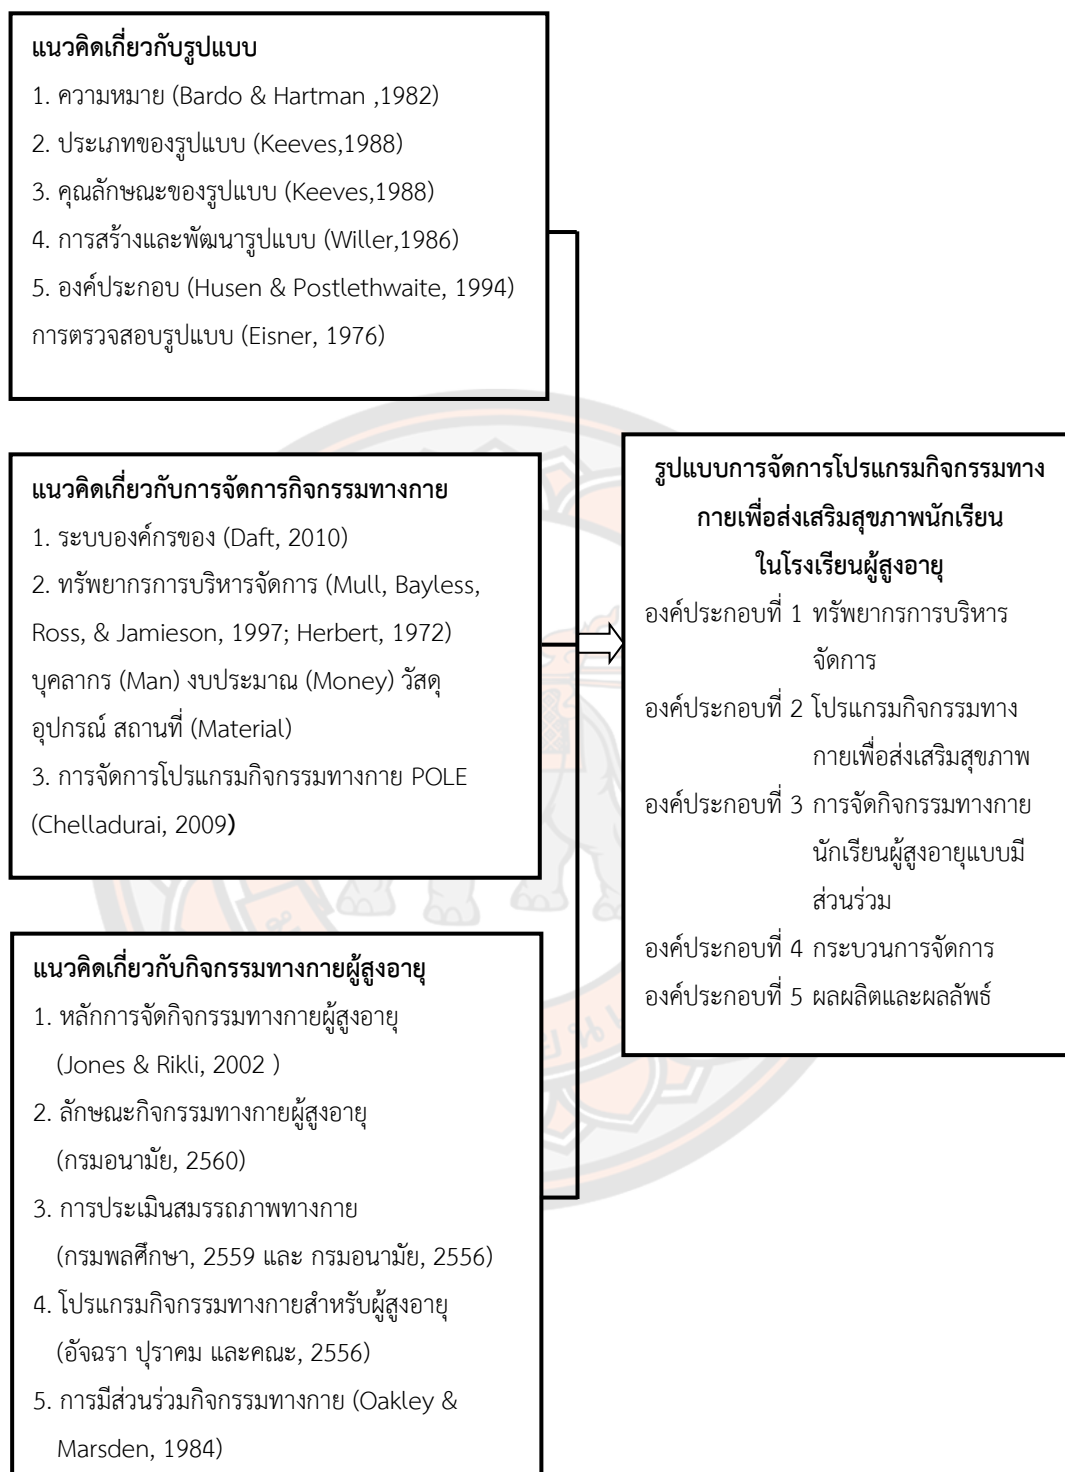 แนวคิดเกี่ยวกับรูปแบบ
1. ความหมาย (Bardo & Hartman ,1982)
2. ประเภทของรูปแบบ (Keeves,1988)
3. คุณลักษณะของรูปแบบ (Keeves,1988)
4. การสร้างและพัฒนารูปแบบ (Willer,1986)
5. องค์ประกอบ (Husen & Postlethwaite, 1994)
การตรวจสอบรูปแบบ (Eisner, 1976)
แนวคิดเกี่ยวกับการจัดการกิจกรรมทางกาย
1. ระบบองค์กรของ (Daft, 2010)
2. ทรัพยากรการบริหารจัดการ (Mull, Bayless,
Ross, & Jamieson, 1997; Herbert, 1972)
บุคลากร (Man) งบประมาณ (Money) วัสดุ
อุปกรณ์ สถานที่ (Material)
3. การจัดการโปรแกรมกิจกรรมทางกาย POLE
(Chelladurai, 2009)
แนวคิดเกี่ยวกับกิจกรรมทางกายผู้สูงอายุ
1. หลักการจัดกิจกรรมทางกายผู้สูงอายุ
(Jones & Rikli, 2002 )
2. ลักษณะกิจกรรมทางกายผู้สูงอายุ
(กรมอนามัย, 2560)
3. การประเมินสมรรถภาพทางกาย
(กรมพลศึกษา, 2559 และ กรมอนามัย, 2556)
4. โปรแกรมกิจกรรมทางกายสำหรับผู้สูงอายุ
(อัจฉรา ปุราคม และคณะ, 2556)
5. การมีส่วนร่วมกิจกรรมทางกาย (Oakley &
Marsden, 1984)
รูปแบบการจัดการโปรแกรมกิจกรรมทาง
กายเพื่อส่งเสริมสุขภาพนักเรียน
ในโรงเรียนผู้สูงอายุ
องค์ประกอบที่ 1 ทรัพยากรการบริหาร
จัดการ
องค์ประกอบที่ 2 โปรแกรมกิจกรรมทาง
กายเพื่อส่งเสริมสุขภาพ
องค์ประกอบที่ 3 การจัดกิจกรรมทางกาย
นักเรียนผู้สูงอายุแบบมี
ส่วนร่วม
องค์ประกอบที่ 4 กระบวนการจัดการ
องค์ประกอบที่ 5 ผลผลิตและผลลัพธ์